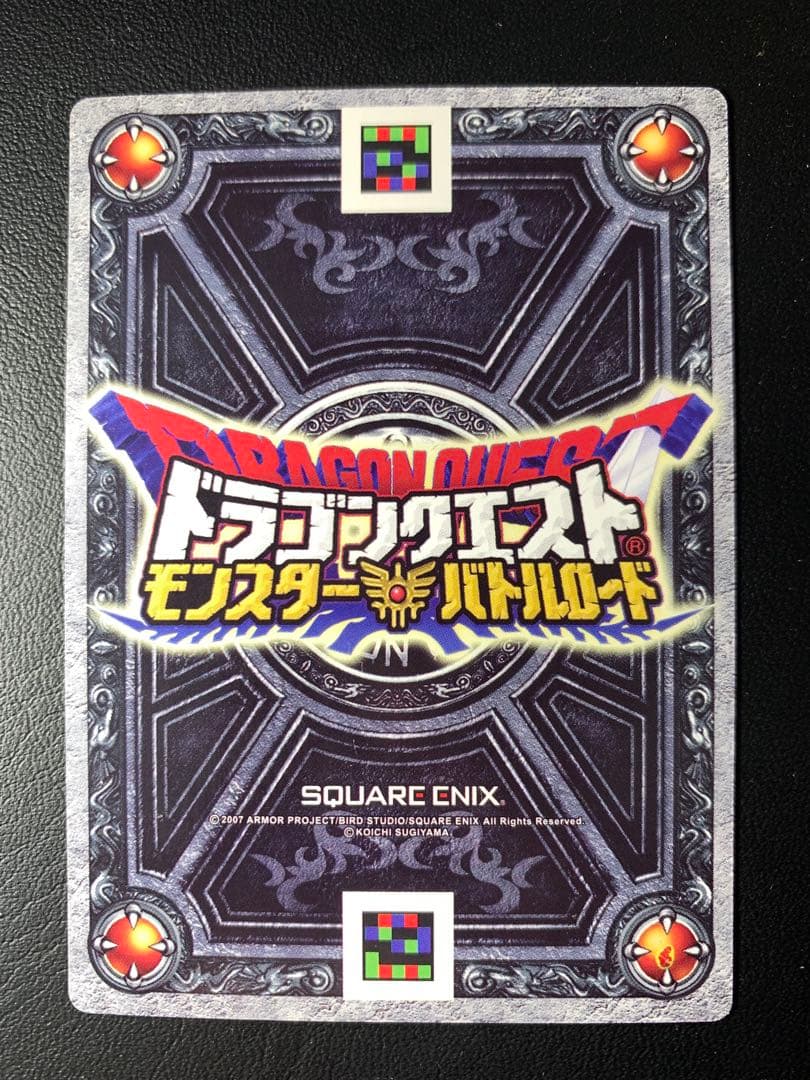 DRAGON QUEST
ドラゴンクエスト®
モンスターバトルロード
SQUARE ENIX®
© 2007 ARMOR PROJECT/BIRD STUDIO/SQUARE ENIX All Rights Reserved.
© KOICHI SUGIYAMA